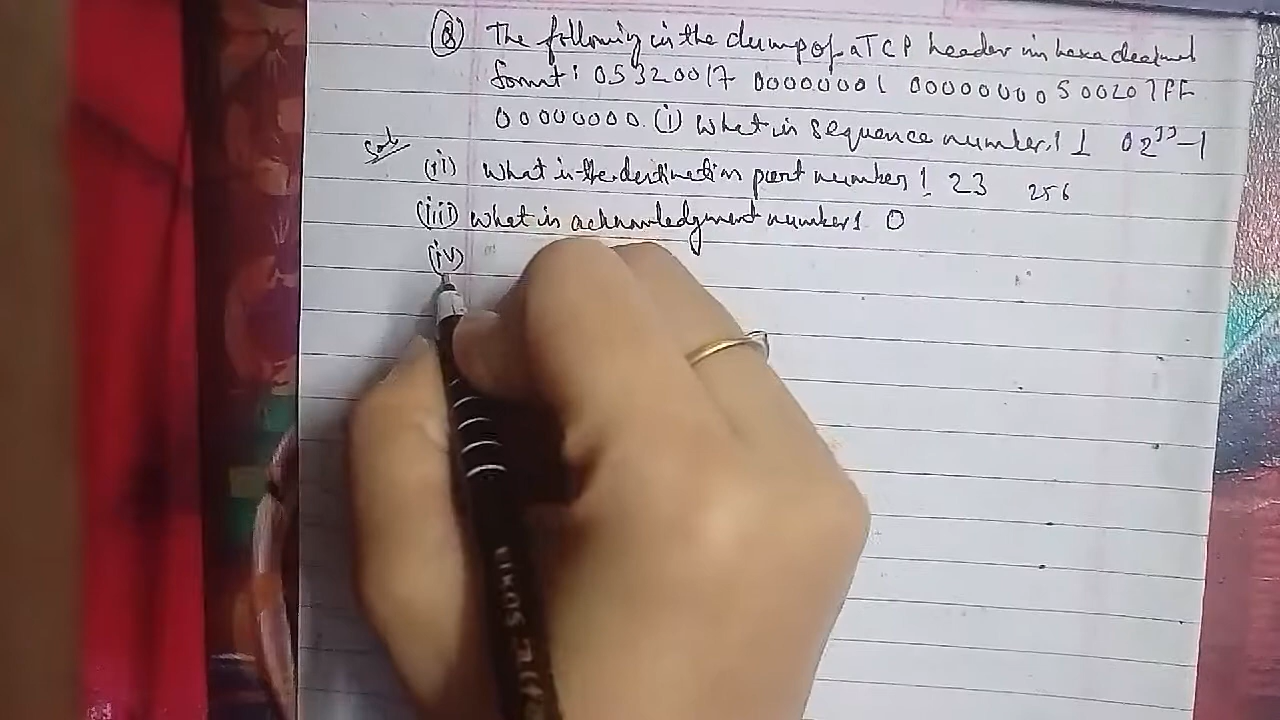 (Q) The following is the dump of a TCP header in hexadecimal
format: 05320017 00000001 00000000 500207FF
00000000. (i) What is sequence number? 1 0 2³²-1
Sol
(ii) What is the destination port number? 23 256
(iii) What is acknowledgment number? 0
(iv)